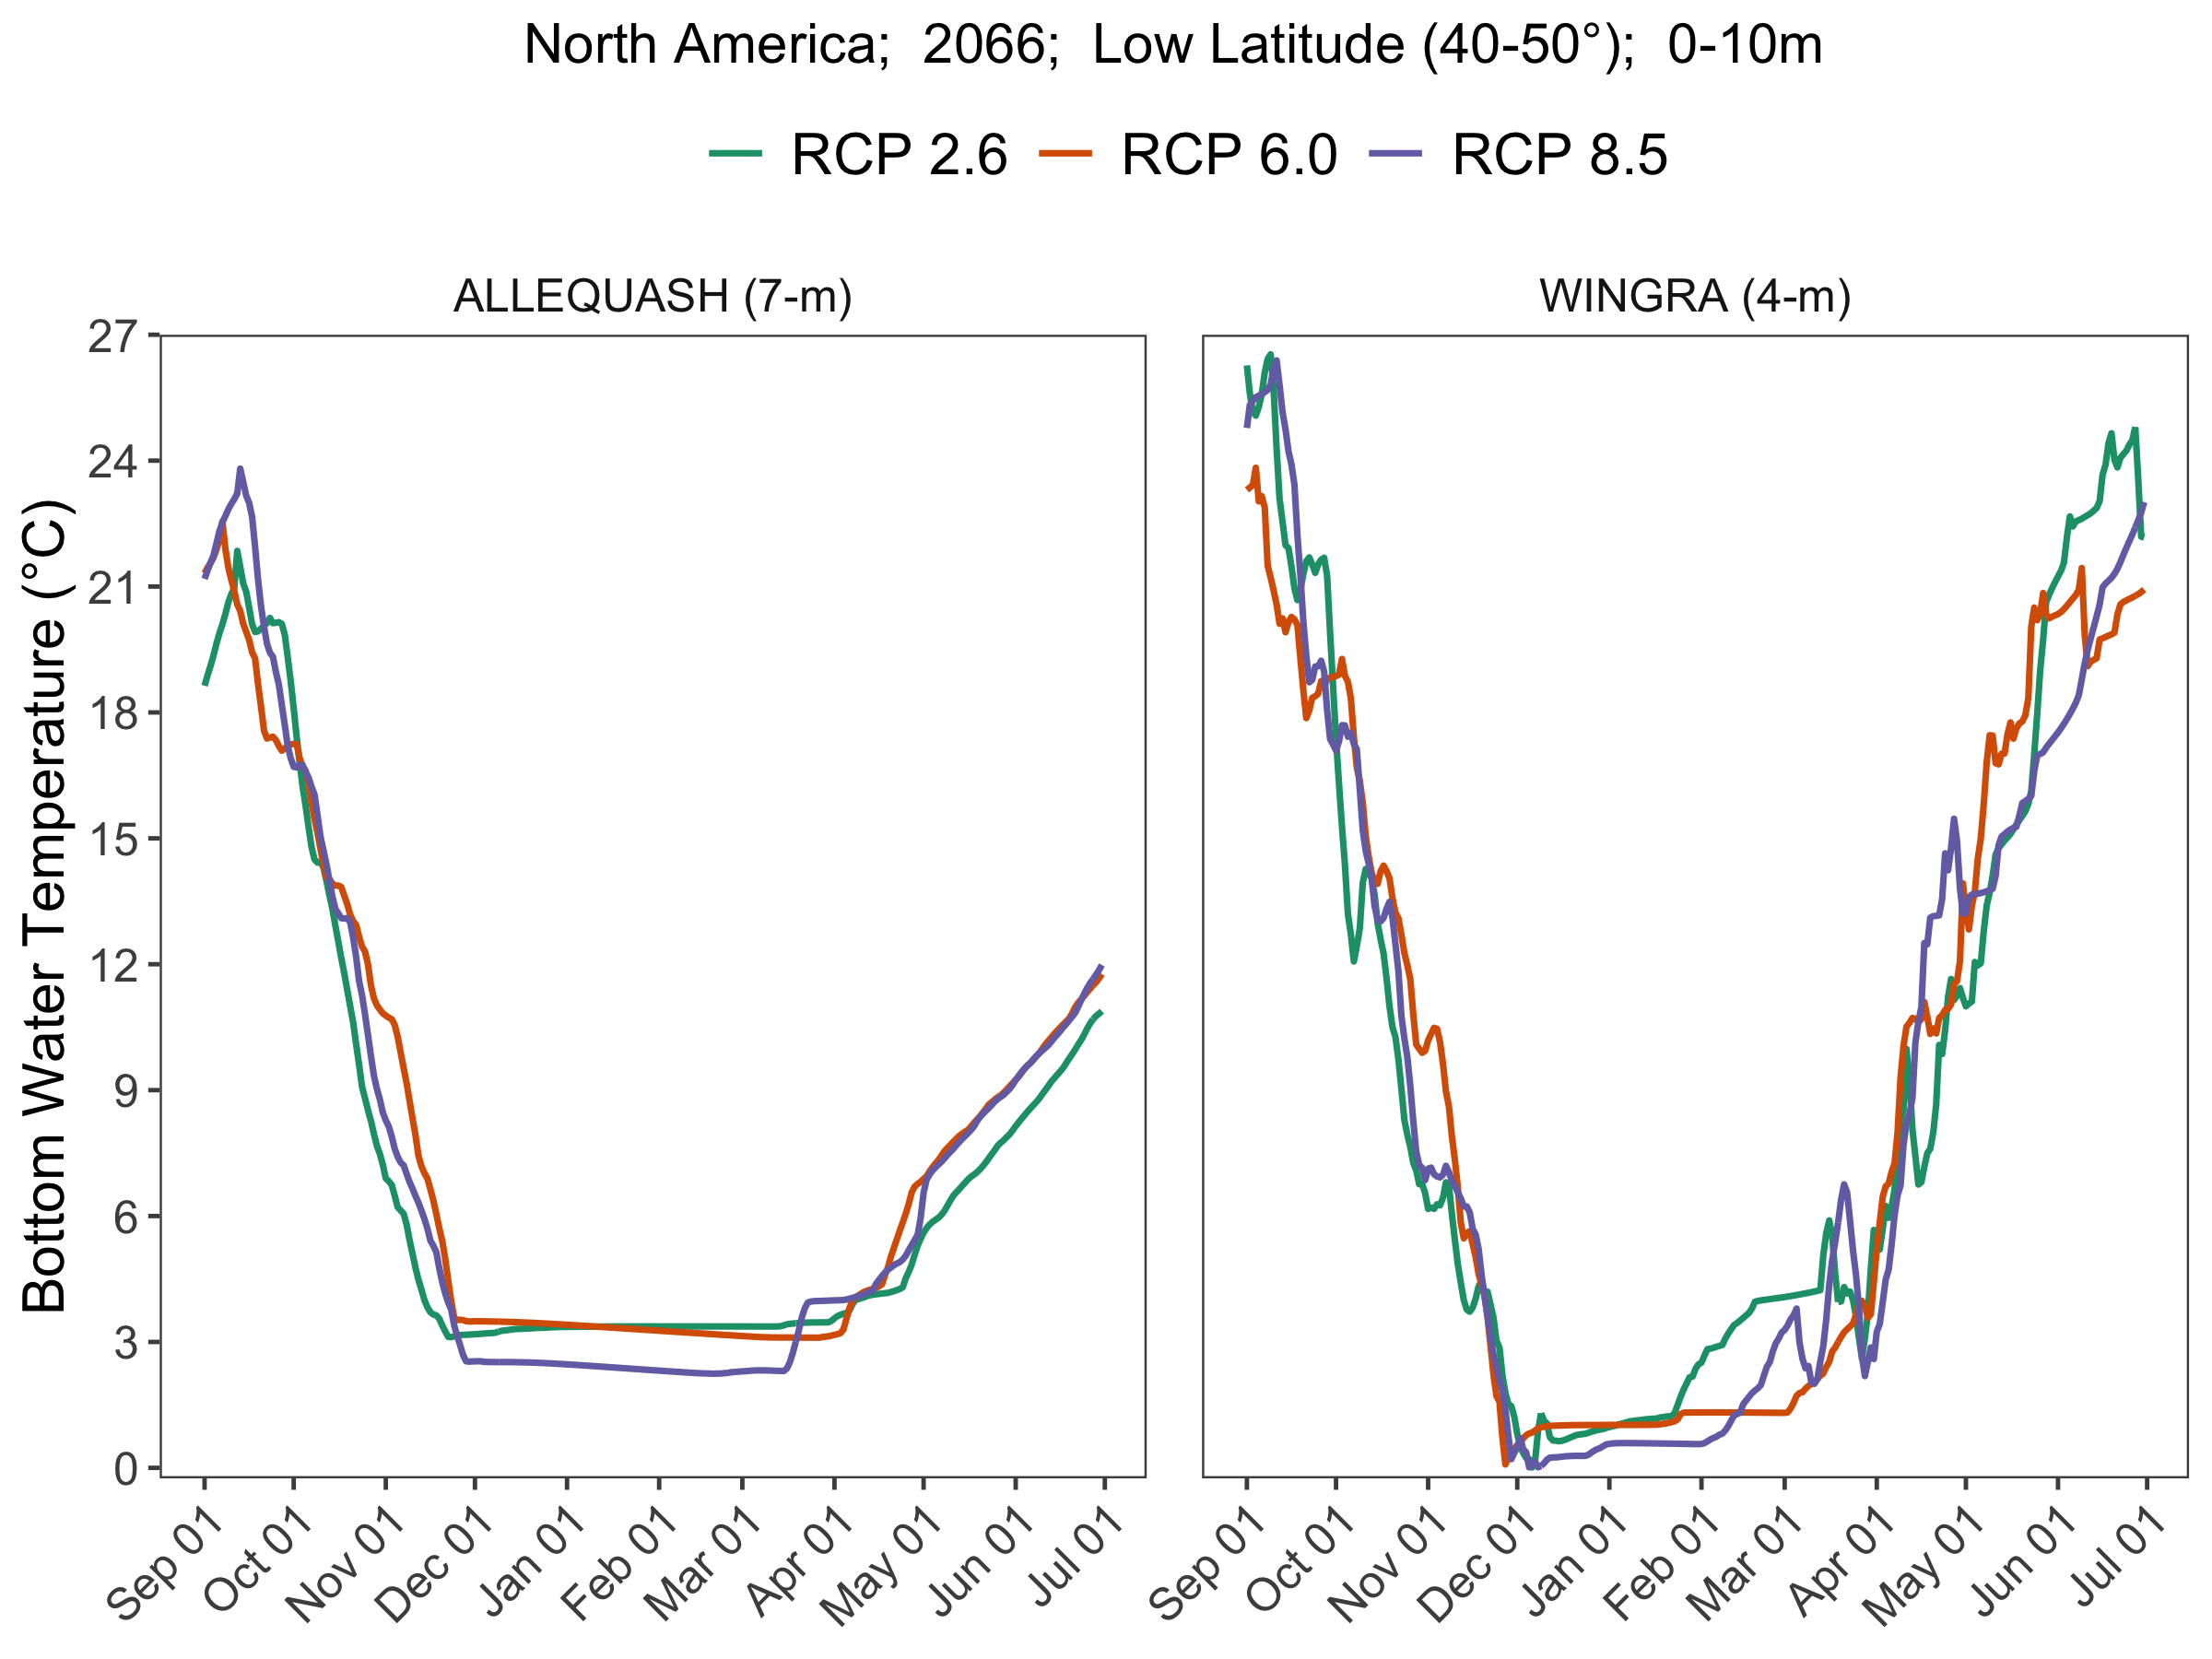 North America; 2066; Low Latitude (40-50°); 0-10m
RCP 2.6 RCP 6.0 RCP 8.5
ALLEQUASH (7-m)
WINGRA (4-m)
Bottom Water Temperature (°C)
27
24
21
18
15
12
9
6
3
0
Sep 01 Oct 01 Nov 01 Dec 01 Jan 01 Feb 01 Mar 01 Apr 01 May 01 Jun 01 Jul 01
Sep 01 Oct 01 Nov 01 Dec 01 Jan 01 Feb 01 Mar 01 Apr 01 May 01 Jun 01 Jul 01